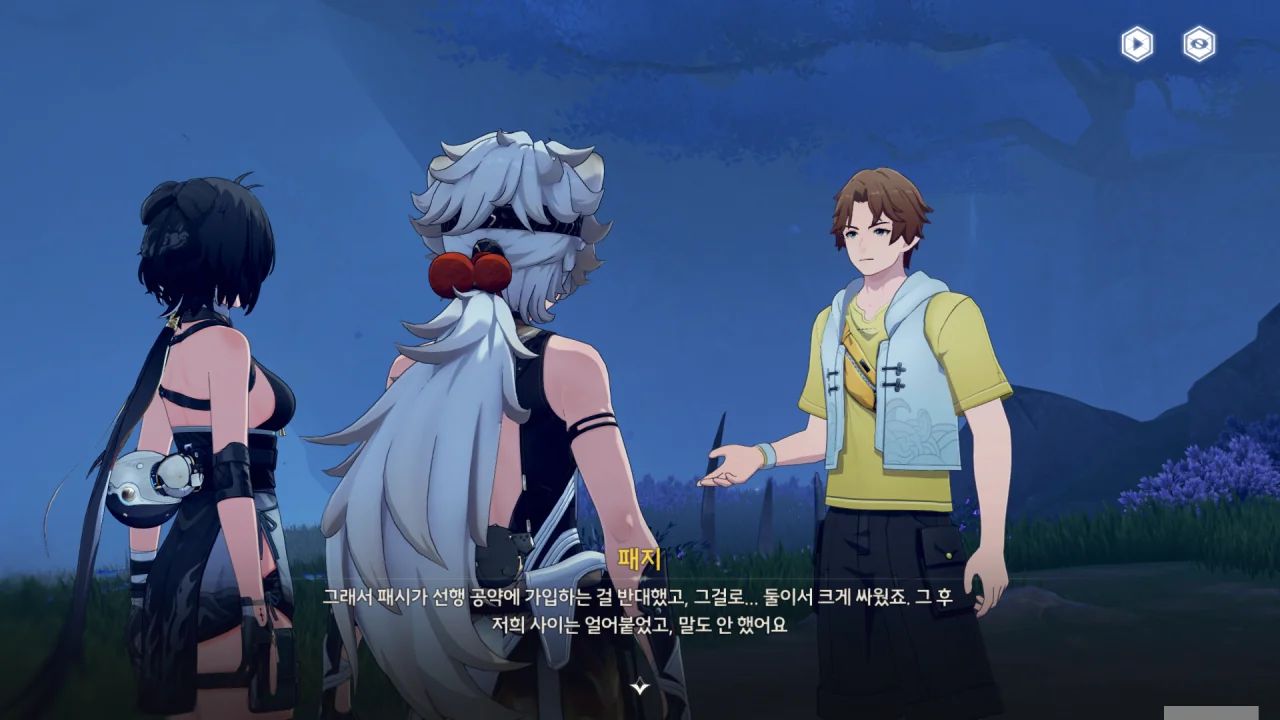 패지
그래서 패시가 선행 공약에 가입하는 걸 반대했고, 그걸로... 둘이서 크게 싸웠죠. 그 후
저희 사이는 얼어붙었고, 말도 안 했어요